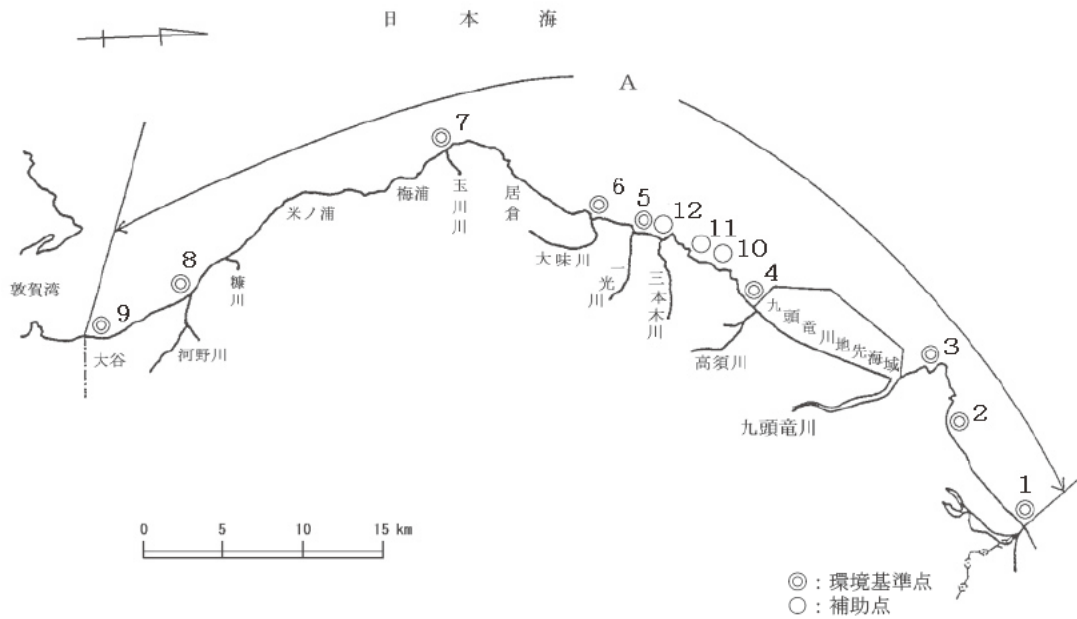 日本海
A
7
6
5
12
11
10
4
3
2
1
8
9
敦賀湾
大谷
河野川
糠川
米ノ浦
梅浦
玉川川
居倉
大味川
一光川
三本木川
高須川
九頭竜川地先海域
九頭竜川
0 5 10 15 km
◎：環境基準点
○：補助点